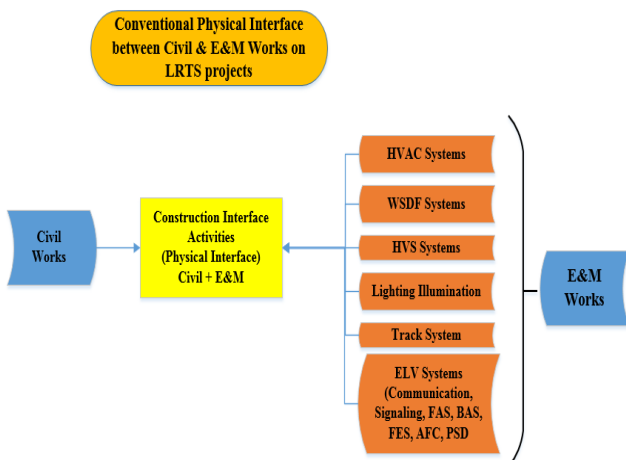 Conventional Physical Interface
between Civil & E&M Works on
LRTS projects
Civil
Works
Construction Interface
Activities
(Physical Interface)
Civil + E&M
HVAC Systems
WSDF Systems
HVS Systems
Lighting Illumination
Track System
ELV Systems
(Communication,
Signaling, FAS, BAS,
FES, AFC, PSD
E&M
Works